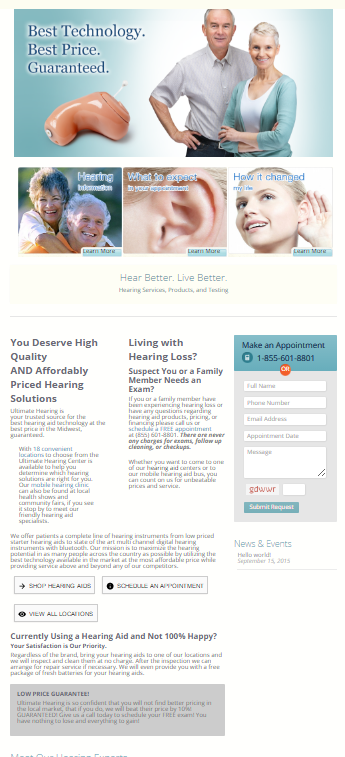 Best Technology.
Best Price.
Guaranteed.
Hearing
information
Learn More
What to expect
in your appointment
Learn More
How it changed
my life
Learn More
Hear Better. Live Better.
Hearing Services, Products, and Testing
You Deserve High
Quality
AND Affordably
Priced Hearing
Solutions
Ultimate Hearing is
your trusted source for the
best hearing aid technology at the
best price in the Midwest,
guaranteed.
With 18 convenient
locations to choose from the
Ultimate Hearing Center is
available to help you
determine which hearing
solutions are right for you.
Our mobile hearing clinic
can also be found at local
health shows and
community fairs, if you see
it stop by to meet our
friendly hearing aid
specialists.
Living with
Hearing Loss?
Suspect You or a Family
Member Needs an
Exam?
If you or a family member have
been experiencing hearing loss or
have any questions regarding
hearing aid products, pricing, or
financing please call us or
schedule a FREE appointment
at (855) 601-8801. There are never
any charges for exams, follow up
cleaning, or checkups.
Whether you want to come to one
of our hearing aid centers or to
our mobile hearing aid bus, you
can count on us for unbeatable
prices and service.
We offer patients a complete line of hearing instruments from low priced
starter hearing aids to state of the art multi channel digital hearing
instruments with bluetooth. Our mission is to maximize the hearing
potential in as many people across the country as possible by utilizing the
best technology available in the market at the most affordable price while
providing service above and beyond any of our competitors.
SHOP HEARING AIDS
SCHEDULE AN APPOINTMENT
VIEW ALL LOCATIONS
Currently Using a Hearing Aid and Not 100% Happy?
Your Satisfaction is Our Priority.
Regardless of the brand, bring your hearing aids to one of our locations and
we will inspect and clean them at no charge. After the inspection we can
arrange for repair service if necessary. We will even provide you with a free
package of fresh batteries for your hearing aids.
LOW PRICE GUARANTEE!
Ultimate Hearing is so confident that you will not find better pricing in
the local market, that if you do, we will beat their price by 10%!
GUARANTEED! Give us a call today to schedule your FREE exam! You
have nothing to lose and everything to gain!
Make an Appointment
1-855-601-8801
OR
Full Name
Phone Number
Email Address
Appointment Date
Message
gdwwr
Submit Request
News & Events
Hello world!
September 15, 2015
Meet Our Hearing Experts